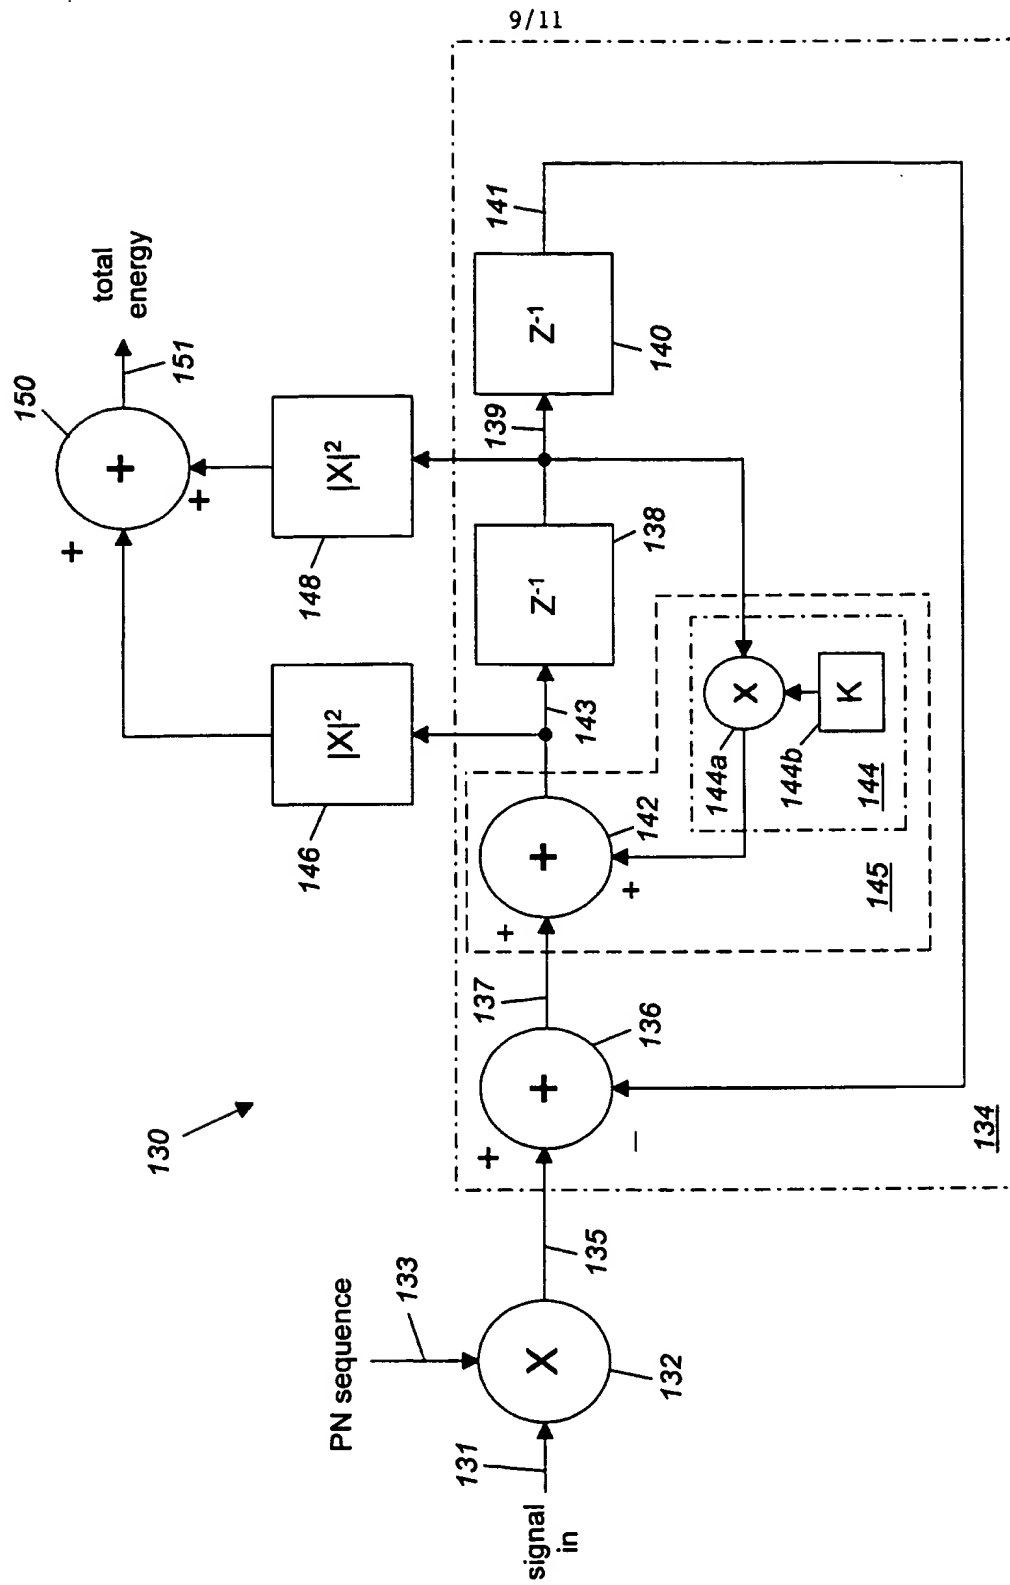 9/11
130
signal
in
131
PN sequence
133
X
132
135
+
−
+
136
137
+
+
+
142
143
144a
X
144b
K
144
145
134
Z-1
138
139
Z-1
140
141
|X|2
146
|X|2
148
+
+
+
150
151
total
energy